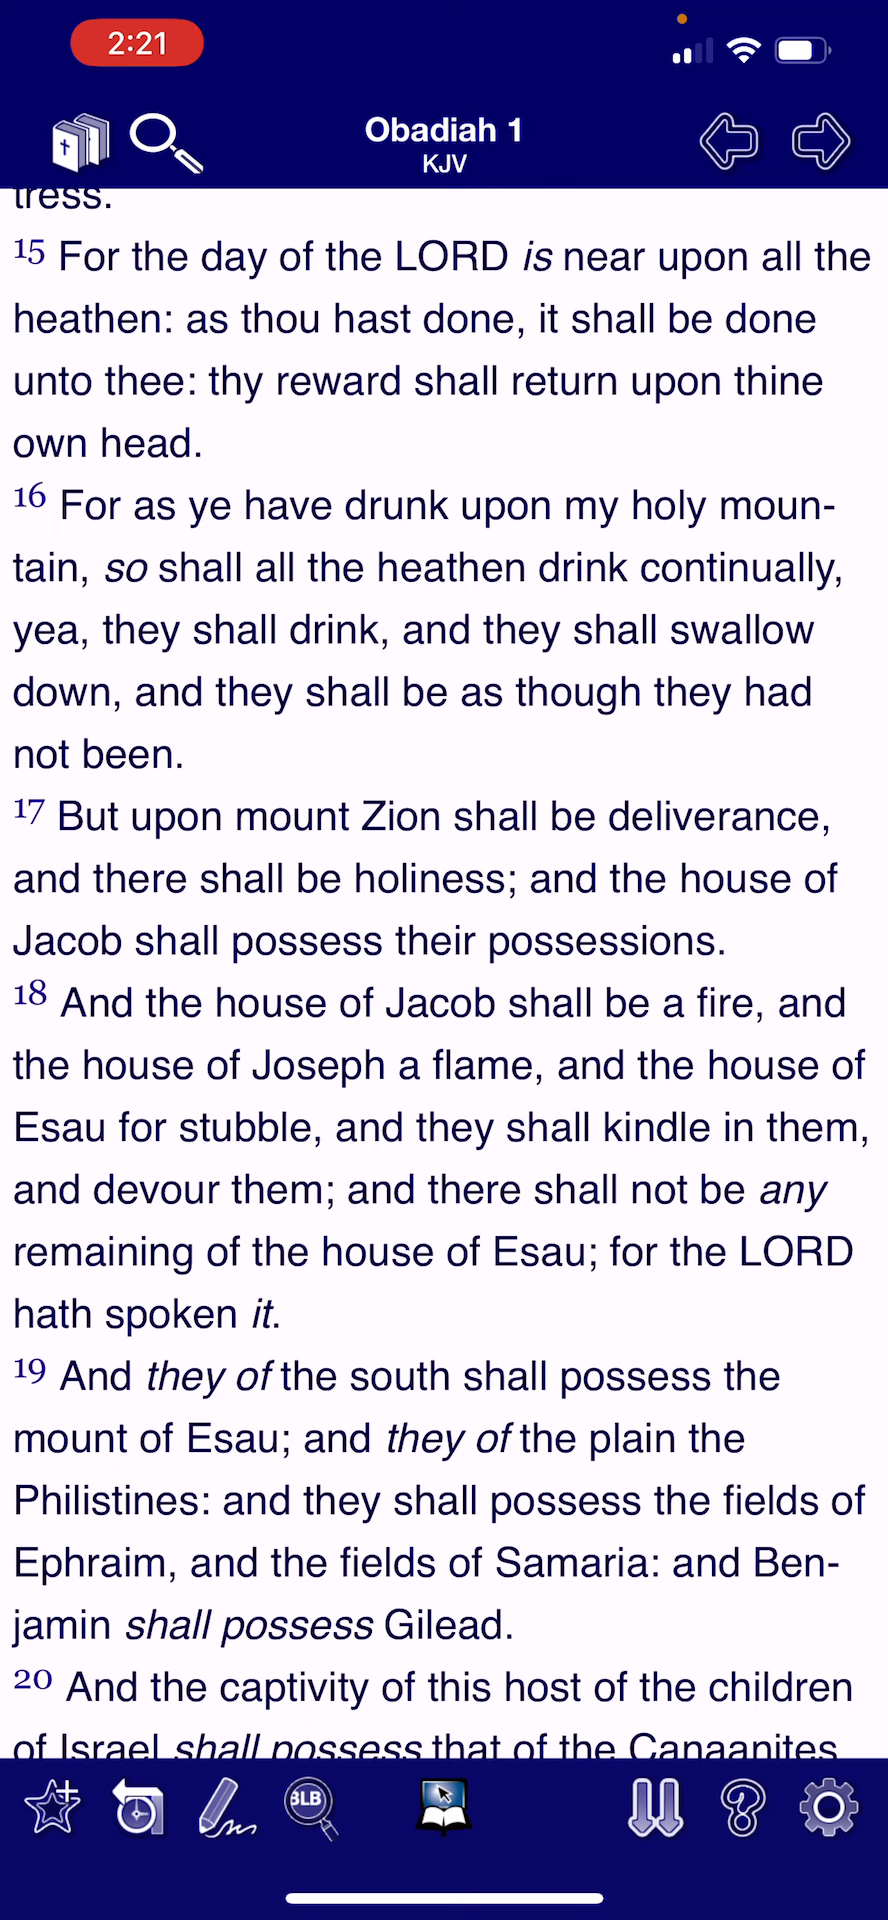 2:21
Obadiah 1
KJV
tress.
15 For the day of the LORD is near upon all the
heathen: as thou hast done, it shall be done
unto thee: thy reward shall return upon thine
own head.
16 For as ye have drunk upon my holy moun-
tain, so shall all the heathen drink continually,
yea, they shall drink, and they shall swallow
down, and they shall be as though they had
not been.
17 But upon mount Zion shall be deliverance,
and there shall be holiness; and the house of
Jacob shall possess their possessions.
18 And the house of Jacob shall be a fire, and
the house of Joseph a flame, and the house of
Esau for stubble, and they shall kindle in them,
and devour them; and there shall not be any
remaining of the house of Esau; for the LORD
hath spoken it.
19 And they of the south shall possess the
mount of Esau; and they of the plain the
Philistines: and they shall possess the fields of
Ephraim, and the fields of Samaria: and Ben-
jamin shall possess Gilead.
20 And the captivity of this host of the children
of Israel shall possess that of the Canaanites
BLB